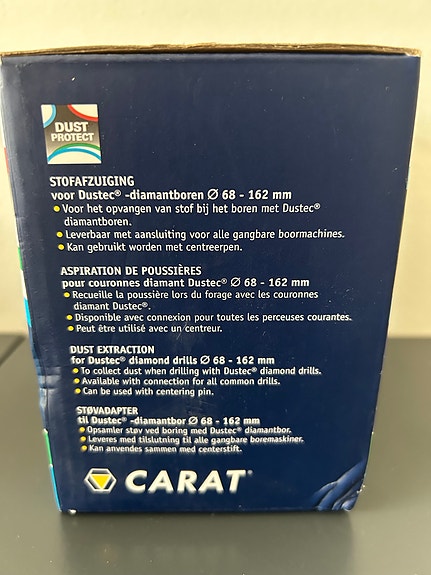 DUST
PROTECT
STOFAFZUIGING
voor Dustec® -diamantboren Ø 68 - 162 mm
• Voor het opvangen van stof bij het boren met Dustec®
diamantboren.
• Leverbaar met aansluiting voor alle gangbare boormachines.
• Kan gebruikt worden met centreerpen.
ASPIRATION DE POUSSIÈRES
pour couronnes diamant Dustec® Ø 68 - 162 mm
• Recueille la poussière lors du forage avec les couronnes
diamant Dustec®.
• Disponible avec connexion pour toutes les perceuses courantes.
• Peut être utilisé avec un centreur.
DUST EXTRACTION
for Dustec® diamond drills Ø 68 - 162 mm
• To collect dust when drilling with Dustec® diamond drills.
• Available with connection for all common drills.
• Can be used with centering pin.
STØVADAPTER
til Dustec® -diamantbor Ø 68 - 162 mm
• Opsamler støv ved boring med Dustec® diamantbor.
• Leveres med tilslutning til alle gangbare boremaskiner.
• Kan anvendes sammen med centerstift.
CARAT®